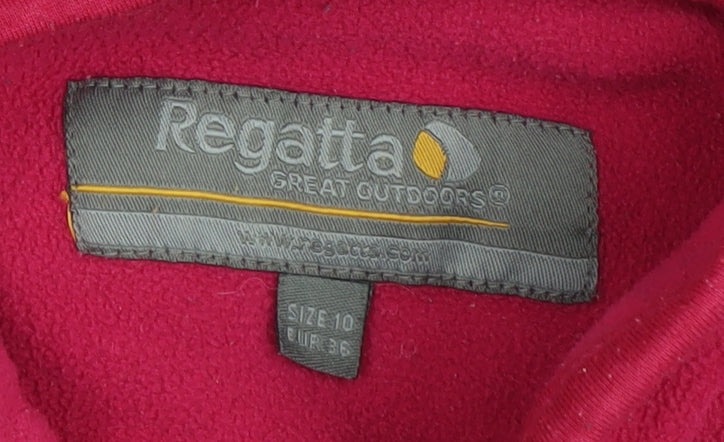 Regatta
GREAT OUTDOORS®
www.regatta.com
SIZE 10
EUR 36